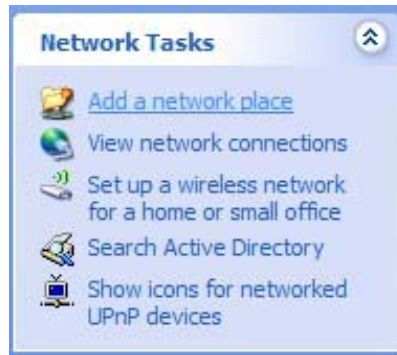 Network Tasks
Add a network place
View network connections
Set up a wireless network
for a home or small office
Search Active Directory
Show icons for networked
UPnP devices